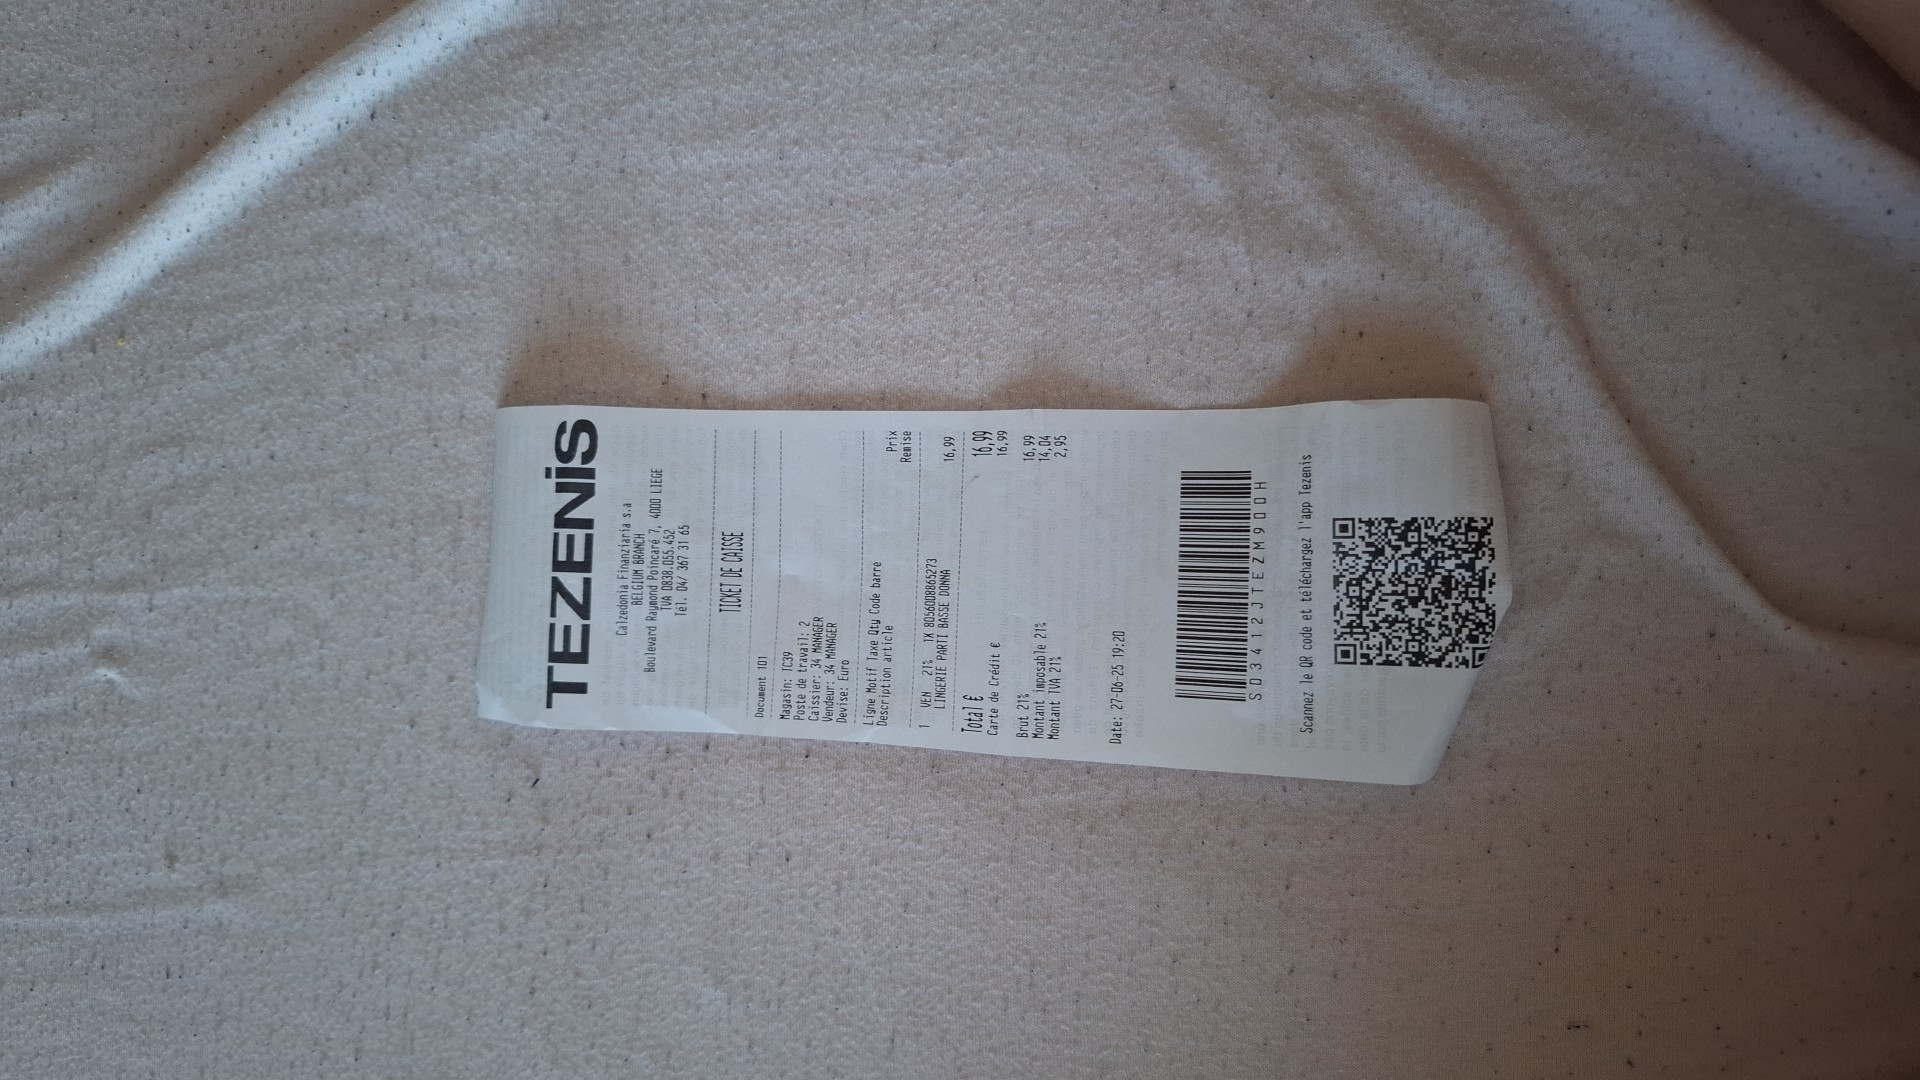 TEZENIS
Calzedonia Finanziaria s.a
BELGIUM BRANCH
Boulevard Raymond Poincaré 7, 4000 LIEGE
TVA 0838.055.452
Tél. 04/ 367 31 65
TICKET DE CAISSE
Document 101
Magasin: TC39
Poste de travail: 2
Caissier: 34 MANAGER
Vendeur: 34 MANAGER
Devise: Euro
Ligne Motif Taxe Qty Code barre Prix
Description article Remise
1 VEN 21% 1X 8056008865273
LINGERIE PARTI BASSE DONNA 16,99
Total € 16,99
Carte de Crédit € 16,99
Brut 21% 16,99
Montant imposable 21% 14,04
Montant TVA 21% 2,95
Date: 27-06-25 19:20
S03412JTEZM900H
Scannez le QR code et téléchargez l'app Tezenis